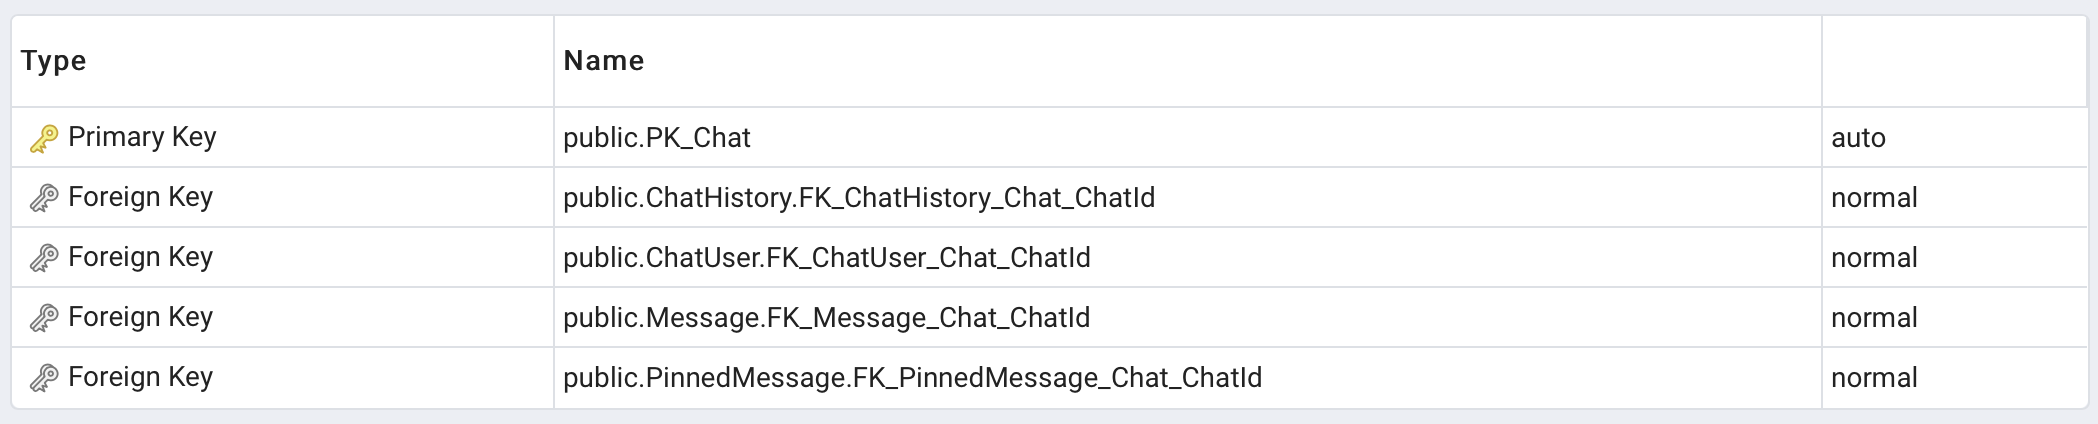 Type Name
Primary Key public.PK_Chat auto
Foreign Key public.ChatHistory.FK_ChatHistory_Chat_ChatId normal
Foreign Key public.ChatUser.FK_ChatUser_Chat_ChatId normal
Foreign Key public.Message.FK_Message_Chat_ChatId normal
Foreign Key public.PinnedMessage.FK_PinnedMessage_Chat_ChatId normal